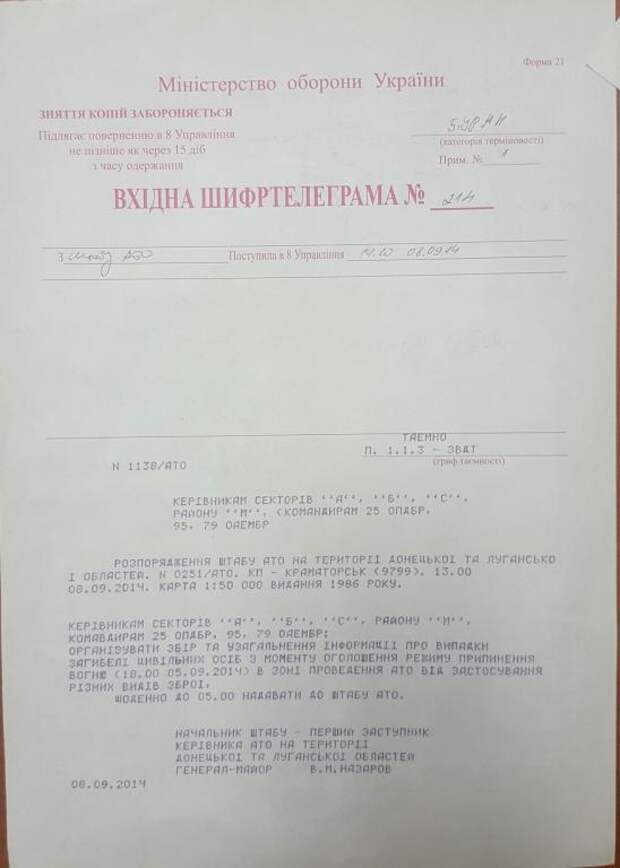 Форма 21
Міністерство оборони України
ЗНЯТТЯ КОПІЙ ЗАБОРОНЯЄТЬСЯ
Підлягає поверненню в 8 Управління
не пізніше як через 15 діб
з часу одержання
(категорія терміновості)
Прим. № 1
ВХІДНА ШИФРТЕЛЕГРАМА № 214
З штабу АТО Поступила в 8 Управління 08.09.14
ТАЄМНО
П. 1.1.3 - ЗВДТ
(гриф таємності)
N 1138/АТО
КЕРІВНИКАМ СЕКТОРІВ ''А'', ''Б'', ''С'',
РАЙОНУ ''М'', (КОМАНДИРАМ 25 ОПДБР,
95, 79 ОАЕМБР
РОЗПОРЯДЖЕННЯ ШТАБУ АТО НА ТЕРИТОРІЇ ДОНЕЦЬКОЇ ТА ЛУГАНСЬКО
Ї ОБЛАСТЕЙ. N 0251/АТО. КП - КРАМАТОРСЬК (9799). 13.00
08.09.2014. КАРТА 1:50 000 ВИДАННЯ 1986 РОКУ.
КЕРІВНИКАМ СЕКТОРІВ ''А'', ''Б'', ''С'', РАЙОНУ ''М'',
КОМАНДИРАМ 25 ОПДБР, 95, 79 ОАЕМБР:
ОРГАНІЗУВАТИ ЗБІР ТА УЗАГАЛЬНЕННЯ ІНФОРМАЦІЇ ПРО ВИПАДКИ
ЗАГИБЕЛІ ЦИВІЛЬНИХ ОСІБ З МОМЕНТУ ОГОЛОШЕННЯ РЕЖИМУ ПРИПИНЕННЯ
ВОГНЮ (18.00 05.09.2014) В ЗОНІ ПРОВЕДЕННЯ АТО ВІД ЗАСТОСУВАННЯ
РІЗНИХ ВИДІВ ЗБРОЇ.
ЩОДЕННО ДО 05.00 НАДАВАТИ ДО ШТАБУ АТО.
НАЧАЛЬНИК ШТАБУ - ПЕРШИЙ ЗАСТУПНИК
КЕРІВНИКА АТО НА ТЕРИТОРІЇ
ДОНЕЦЬКОЇ ТА ЛУГАНСЬКОЇ ОБЛАСТЕЙ
ГЕНЕРАЛ-МАЙОР В.М.НАЗАРОВ
08.09.2014